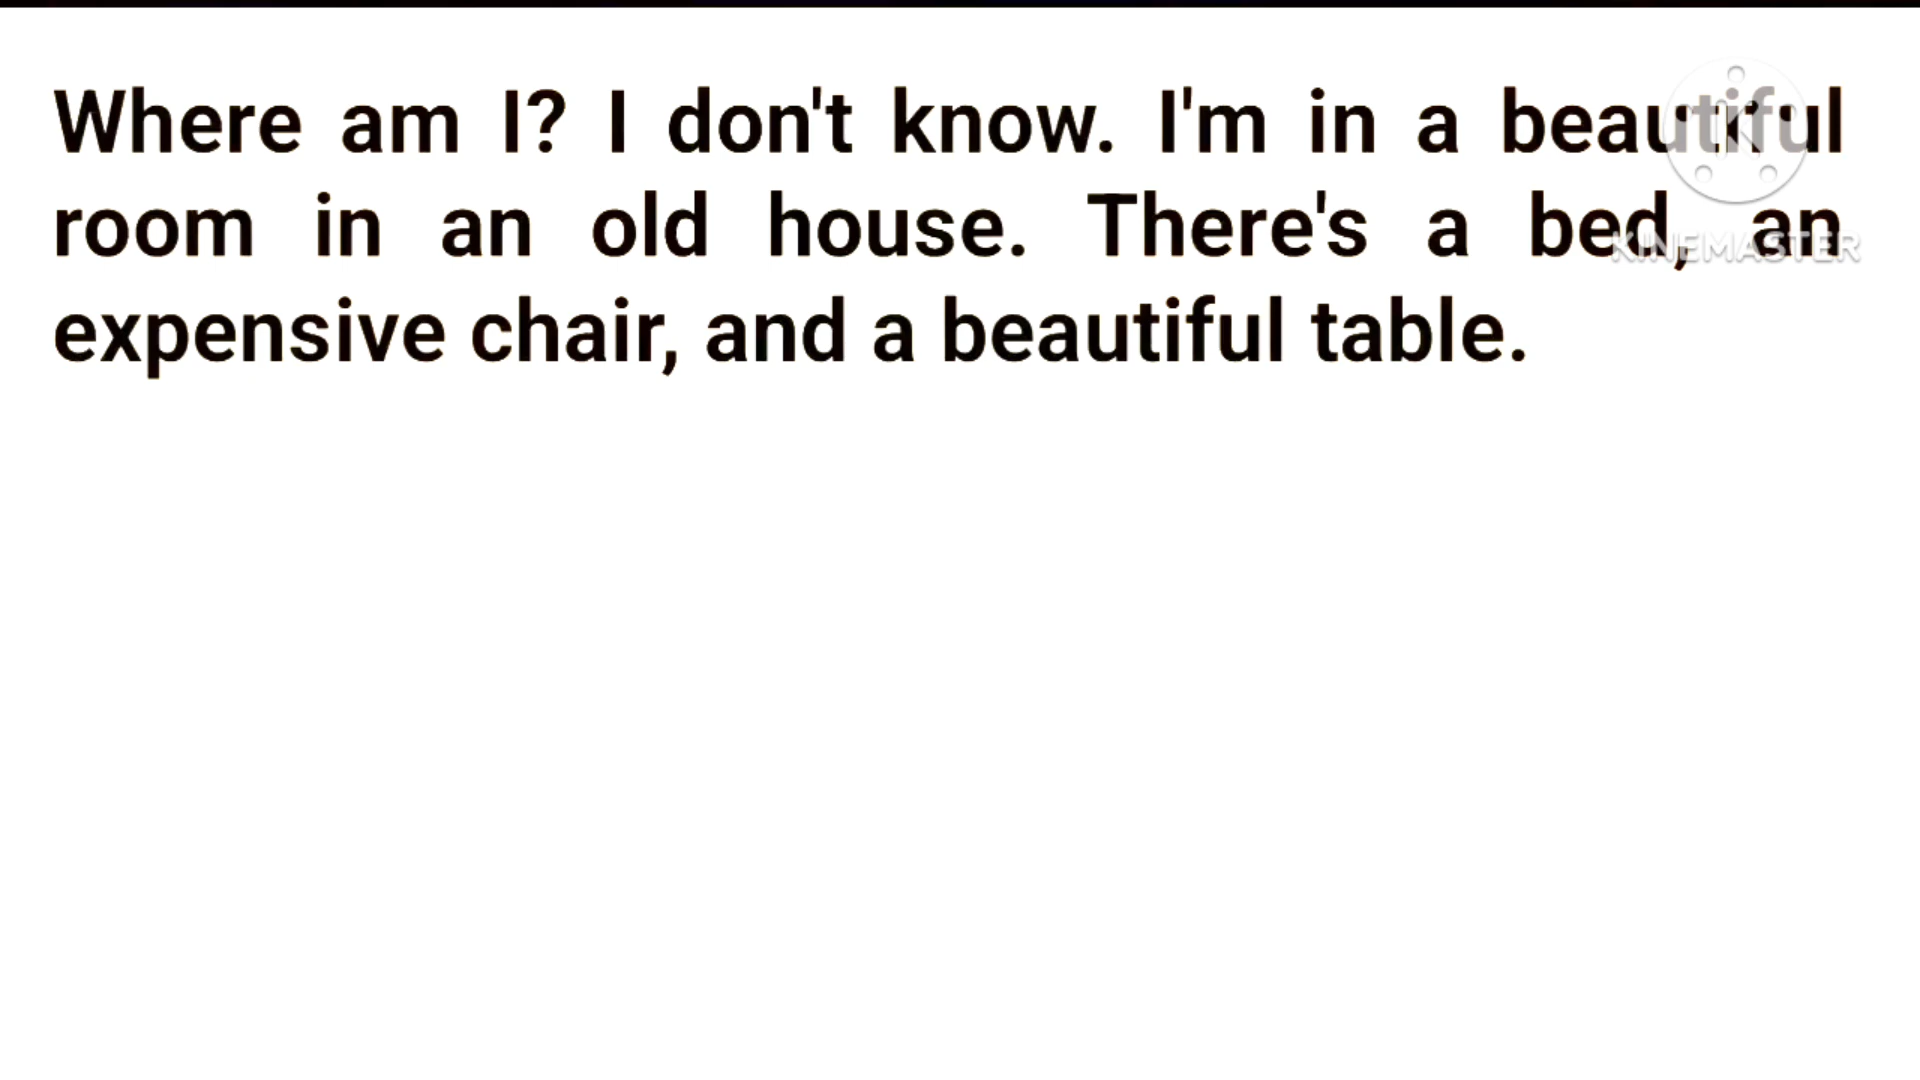 Where am I? I don't know. I'm in a beautiful
room in an old house. There's a bed, an
expensive chair, and a beautiful table.
KINEMASTER